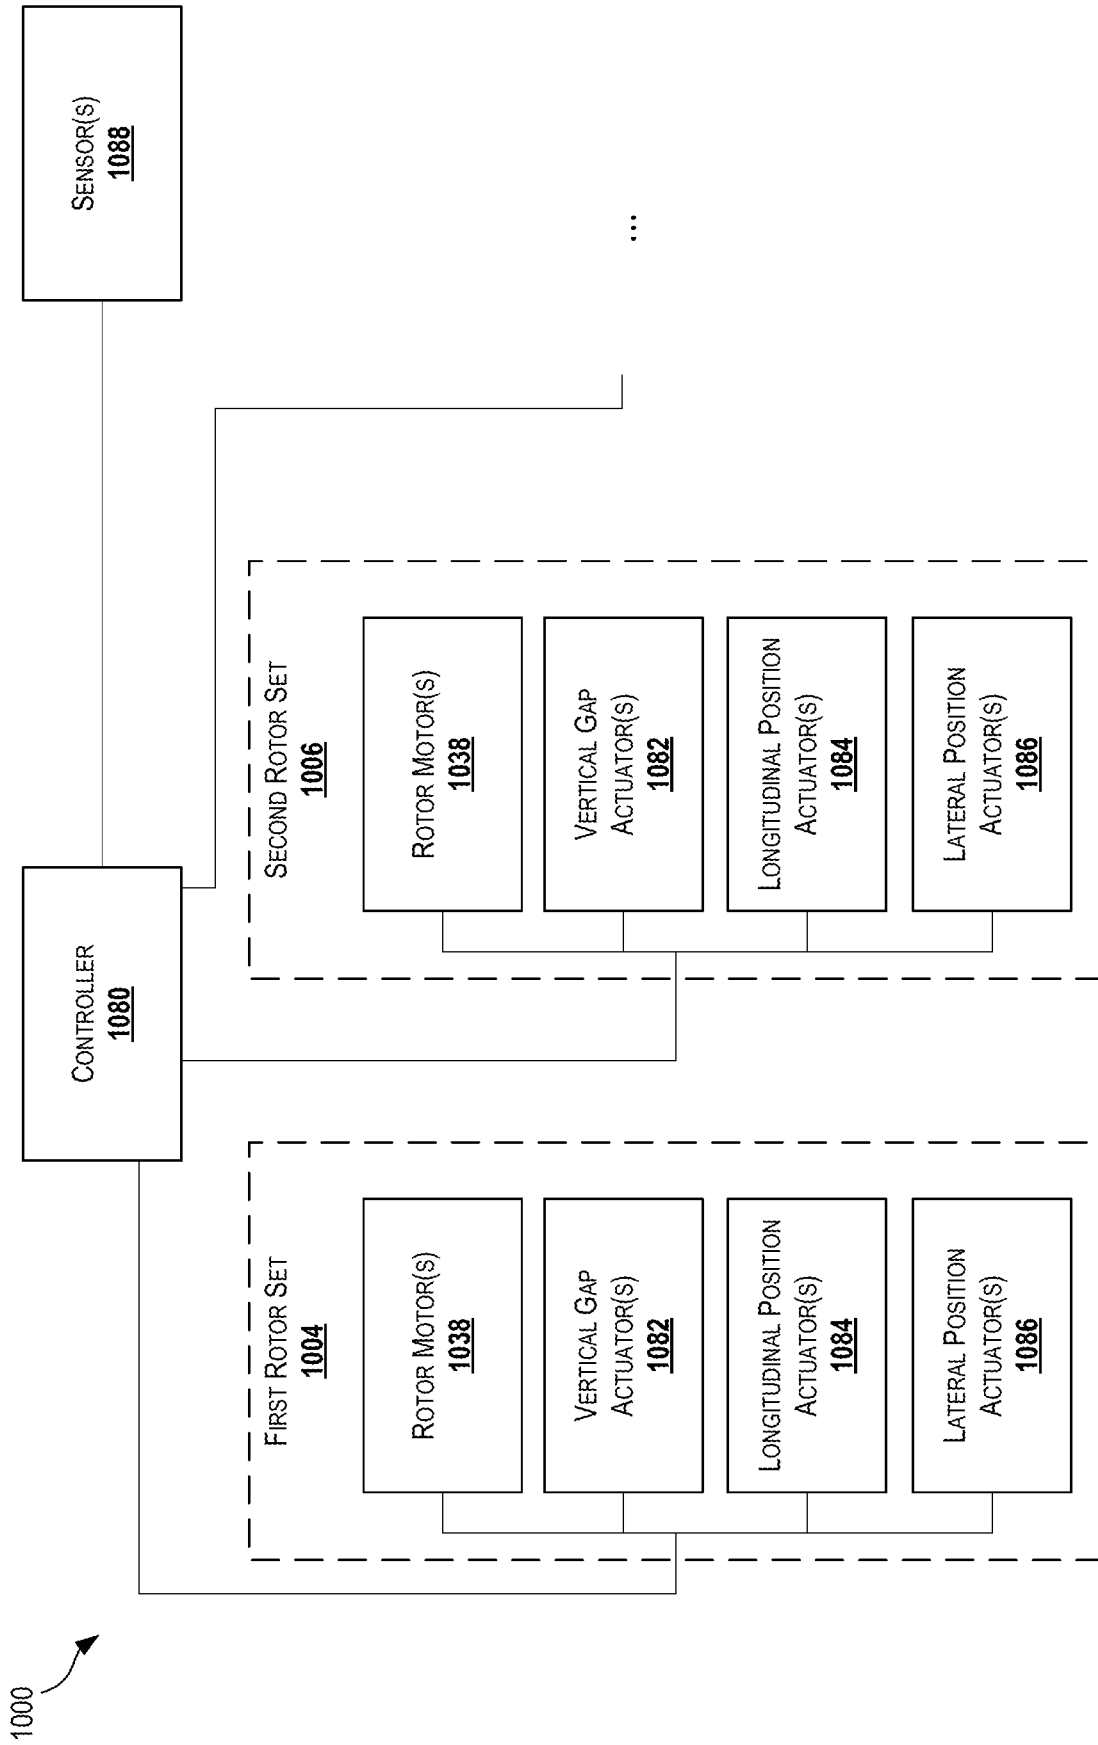 1000
CONTROLLER
1080
SENSOR(S)
1088
FIRST ROTOR SET
1004
ROTOR MOTOR(S)
1038
VERTICAL GAP
ACTUATOR(S)
1082
LONGITUDINAL POSITION
ACTUATOR(S)
1084
LATERAL POSITION
ACTUATOR(S)
1086
SECOND ROTOR SET
1006
ROTOR MOTOR(S)
1038
VERTICAL GAP
ACTUATOR(S)
1082
LONGITUDINAL POSITION
ACTUATOR(S)
1084
LATERAL POSITION
ACTUATOR(S)
1086
...